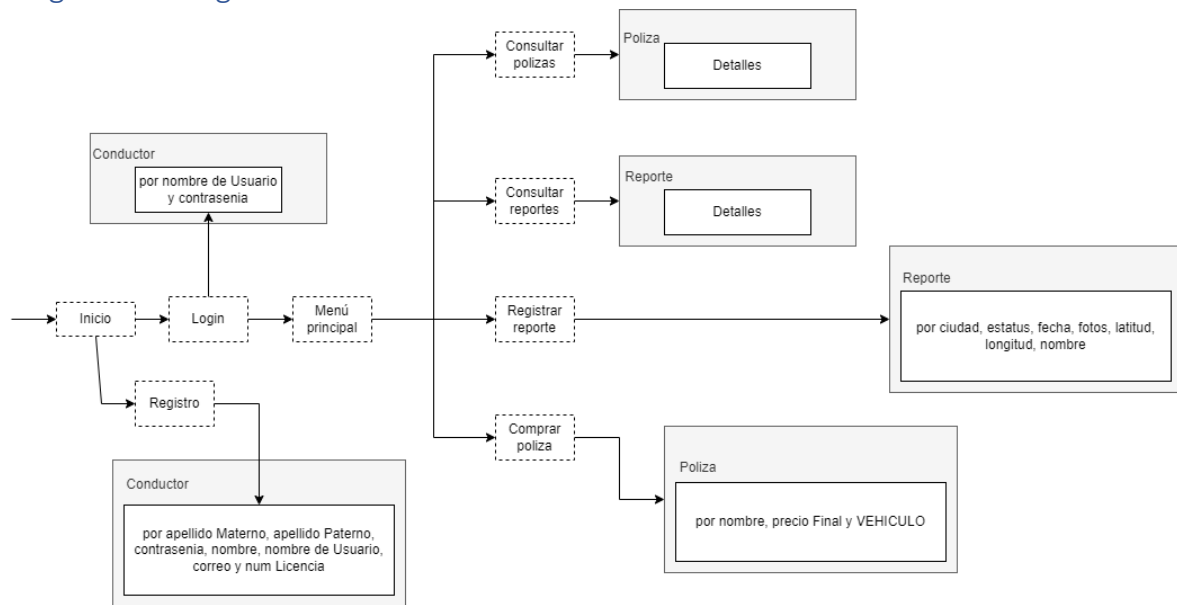 Consultar
polizas
Poliza
Detalles
Conductor
por nombre de Usuario
y contrasenia
Consultar
reportes
Reporte
Detalles
Inicio
Login
Menú
principal
Registrar
reporte
Reporte
por ciudad, estatus, fecha, fotos, latitud,
longitud, nombre
Registro
Comprar
poliza
Poliza
por nombre, precio Final y VEHICULO
Conductor
por apellido Materno, apellido Paterno,
contrasenia, nombre, nombre de Usuario,
correo y num Licencia